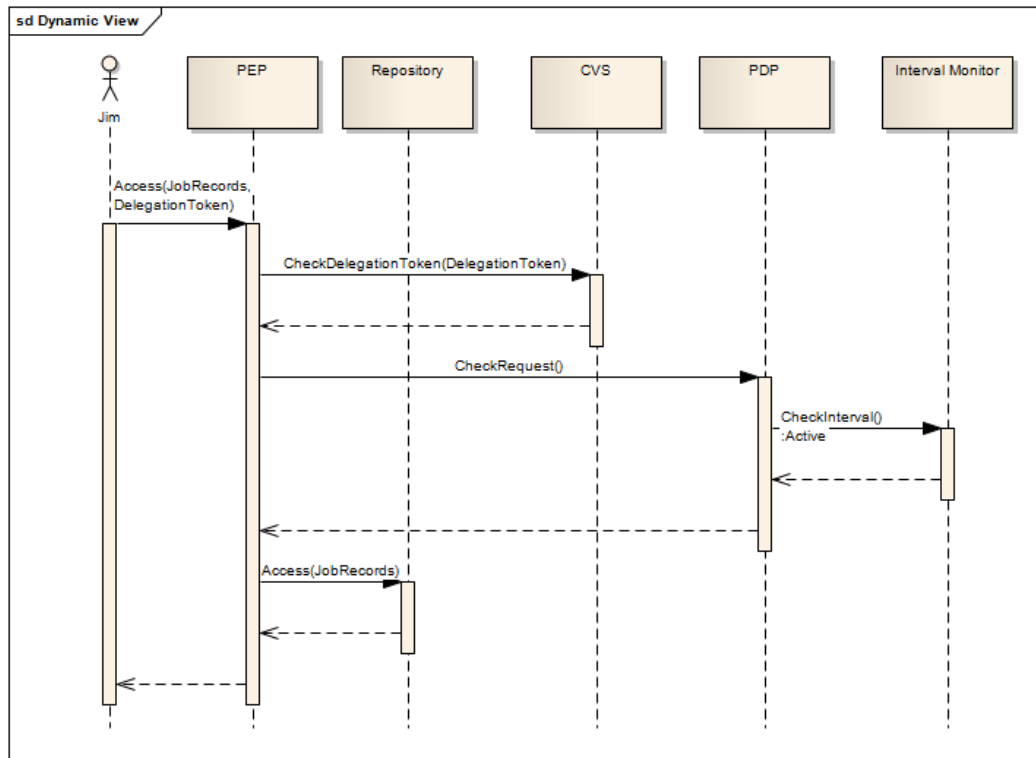 sd Dynamic View
Jim
PEP
Repository
CVS
PDP
Interval Monitor
Access(JobRecords,
DelegationToken)
CheckDelegationToken(DelegationToken)
CheckRequest()
CheckInterval()
:Active
Access(JobRecords)